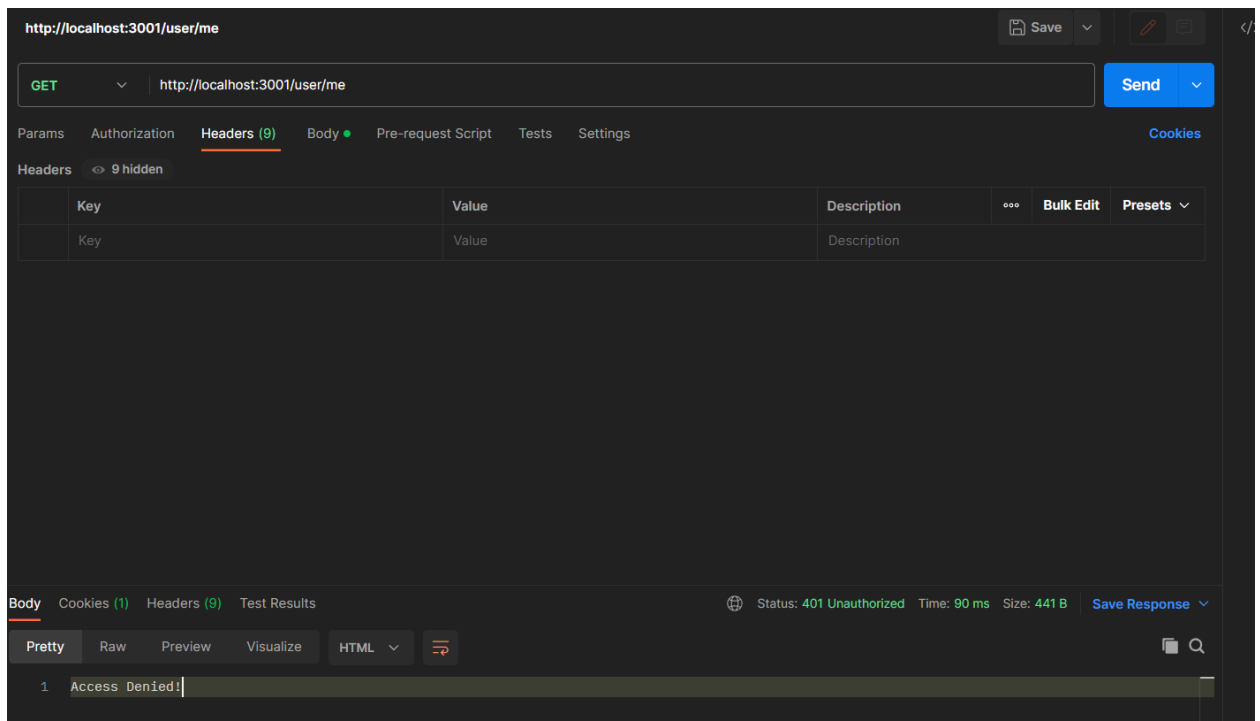 http://localhost:3001/user/me
Save
GET http://localhost:3001/user/me Send
Params Authorization Headers (9) Body Pre-request Script Tests Settings Cookies
Headers 9 hidden
Key Value Description Bulk Edit Presets
Key Value Description
Body Cookies (1) Headers (9) Test Results Status: 401 Unauthorized Time: 90 ms Size: 441 B Save Response
Pretty Raw Preview Visualize HTML
1 Access Denied!